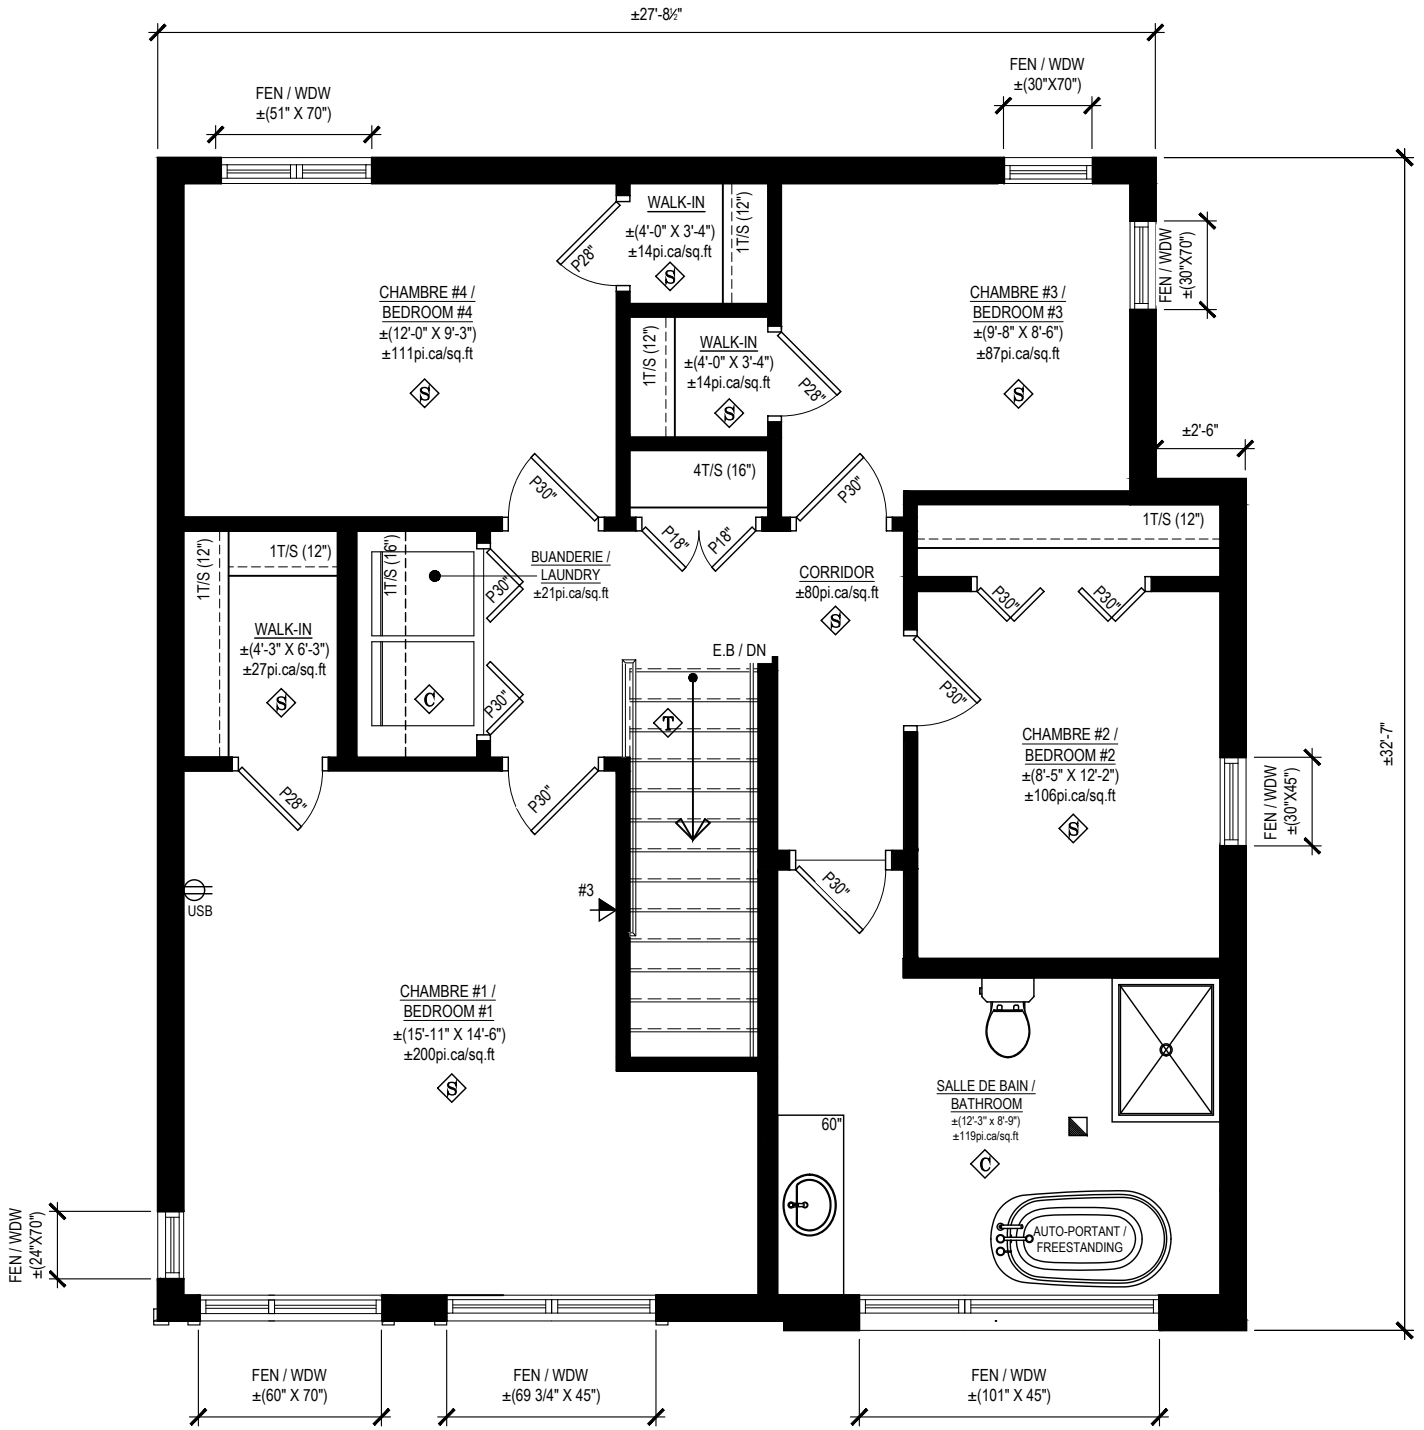 ±27'-8½"
FEN / WDW
±(51" X 70")
FEN / WDW
±(30"X70")
WALK-IN
±(4'-0" X 3'-4")
±14pi.ca/sq.ft
S
1T/S (12")
P28"
CHAMBRE #4 /
BEDROOM #4
±(12'-0" X 9'-3")
±111pi.ca/sq.ft
S
1T/S (12")
WALK-IN
±(4'-0" X 3'-4")
±14pi.ca/sq.ft
S
P28"
CHAMBRE #3 /
BEDROOM #3
±(9'-8" X 8'-6")
±87pi.ca/sq.ft
S
FEN / WDW
±(30"X70")
±2'-6"
4T/S (16")
P30"
P18"
P18"
P30"
1T/S (12")
1T/S (12")
1T/S (12")
WALK-IN
±(4'-3" X 6'-3")
±27pi.ca/sq.ft
S
1T/S (16")
C
P30"
P30"
BUANDERIE /
LAUNDRY
±21pi.ca/sq.ft
CORRIDOR
±80pi.ca/sq.ft
S
P30"
P30"
E.B / DN
T
P30"
CHAMBRE #2 /
BEDROOM #2
±(8'-5" X 12'-2")
±106pi.ca/sq.ft
S
FEN / WDW
±(30"X45")
±32'-7"
P28"
P30"
P30"
USB
#3
CHAMBRE #1 /
BEDROOM #1
±(15'-11" X 14'-6")
±200pi.ca/sq.ft
S
SALLE DE BAIN /
BATHROOM
±(12'-3" x 8'-9")
±119pi.ca/sq.ft
C
60"
AUTO-PORTANT /
FREESTANDING
FEN / WDW
±(24"X70")
FEN / WDW
±(60" X 70")
FEN / WDW
±(69 3/4" X 45")
FEN / WDW
±(101" X 45")